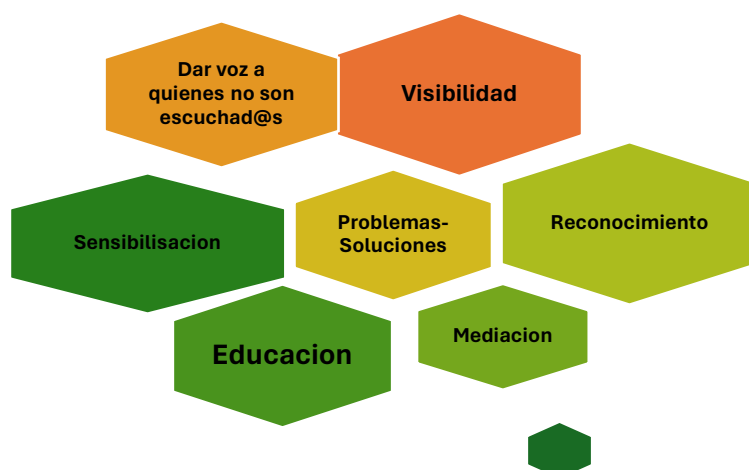 Dar voz a
quienes no son
escuchad@s
Visibilidad
Sensibilisacion
Problemas-
Soluciones
Reconocimiento
Educacion
Mediacion